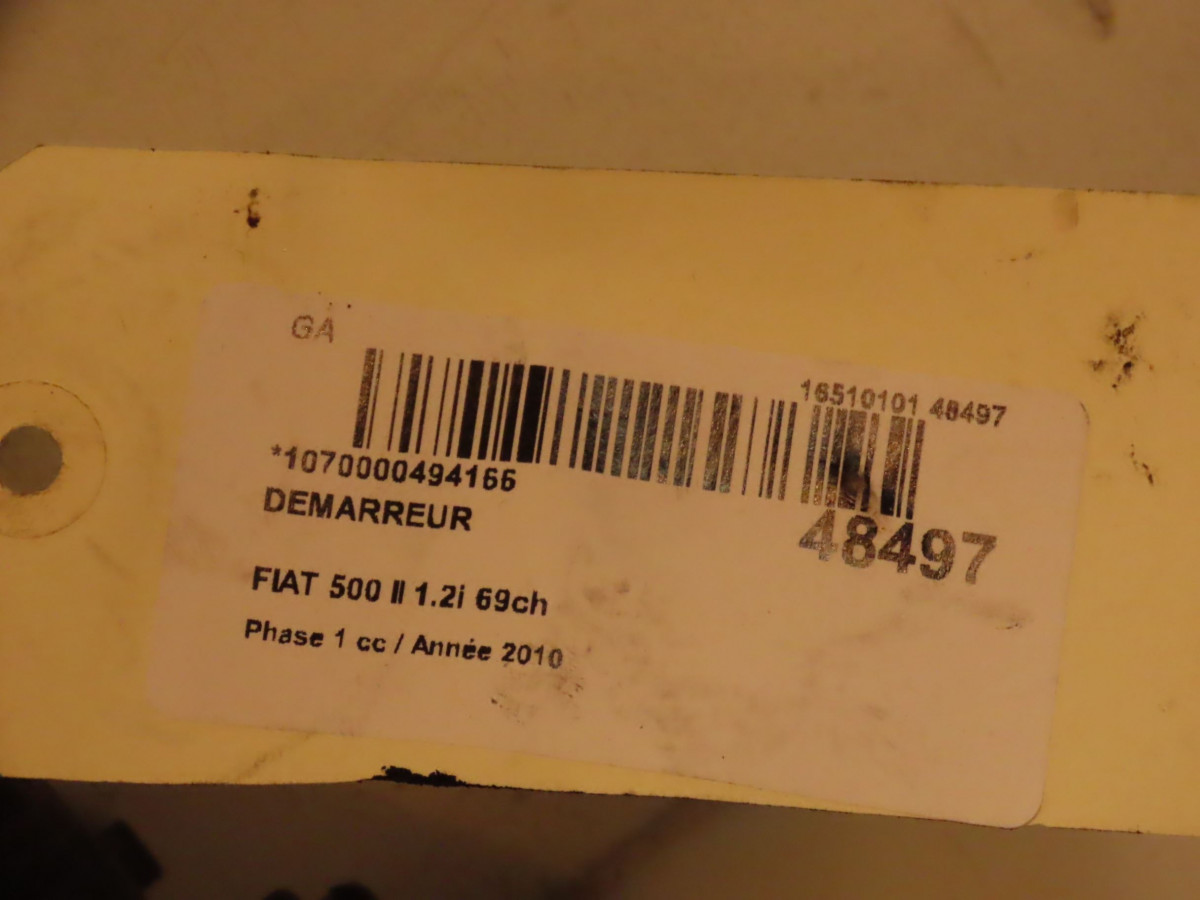 GA
16510101 48497
*1070000494166
DEMARREUR
48497
FIAT 500 II 1.2i 69ch
Phase 1 cc / Année 2010